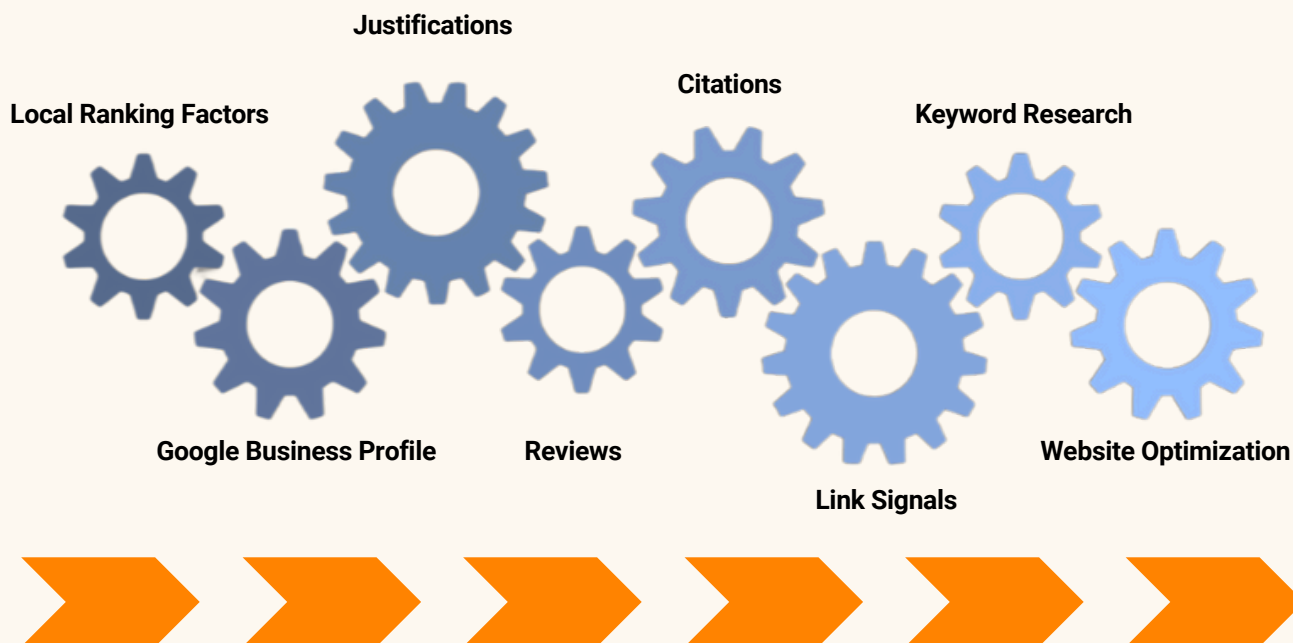 Justifications
Citations
Local Ranking Factors
Keyword Research
Google Business Profile
Reviews
Website Optimization
Link Signals